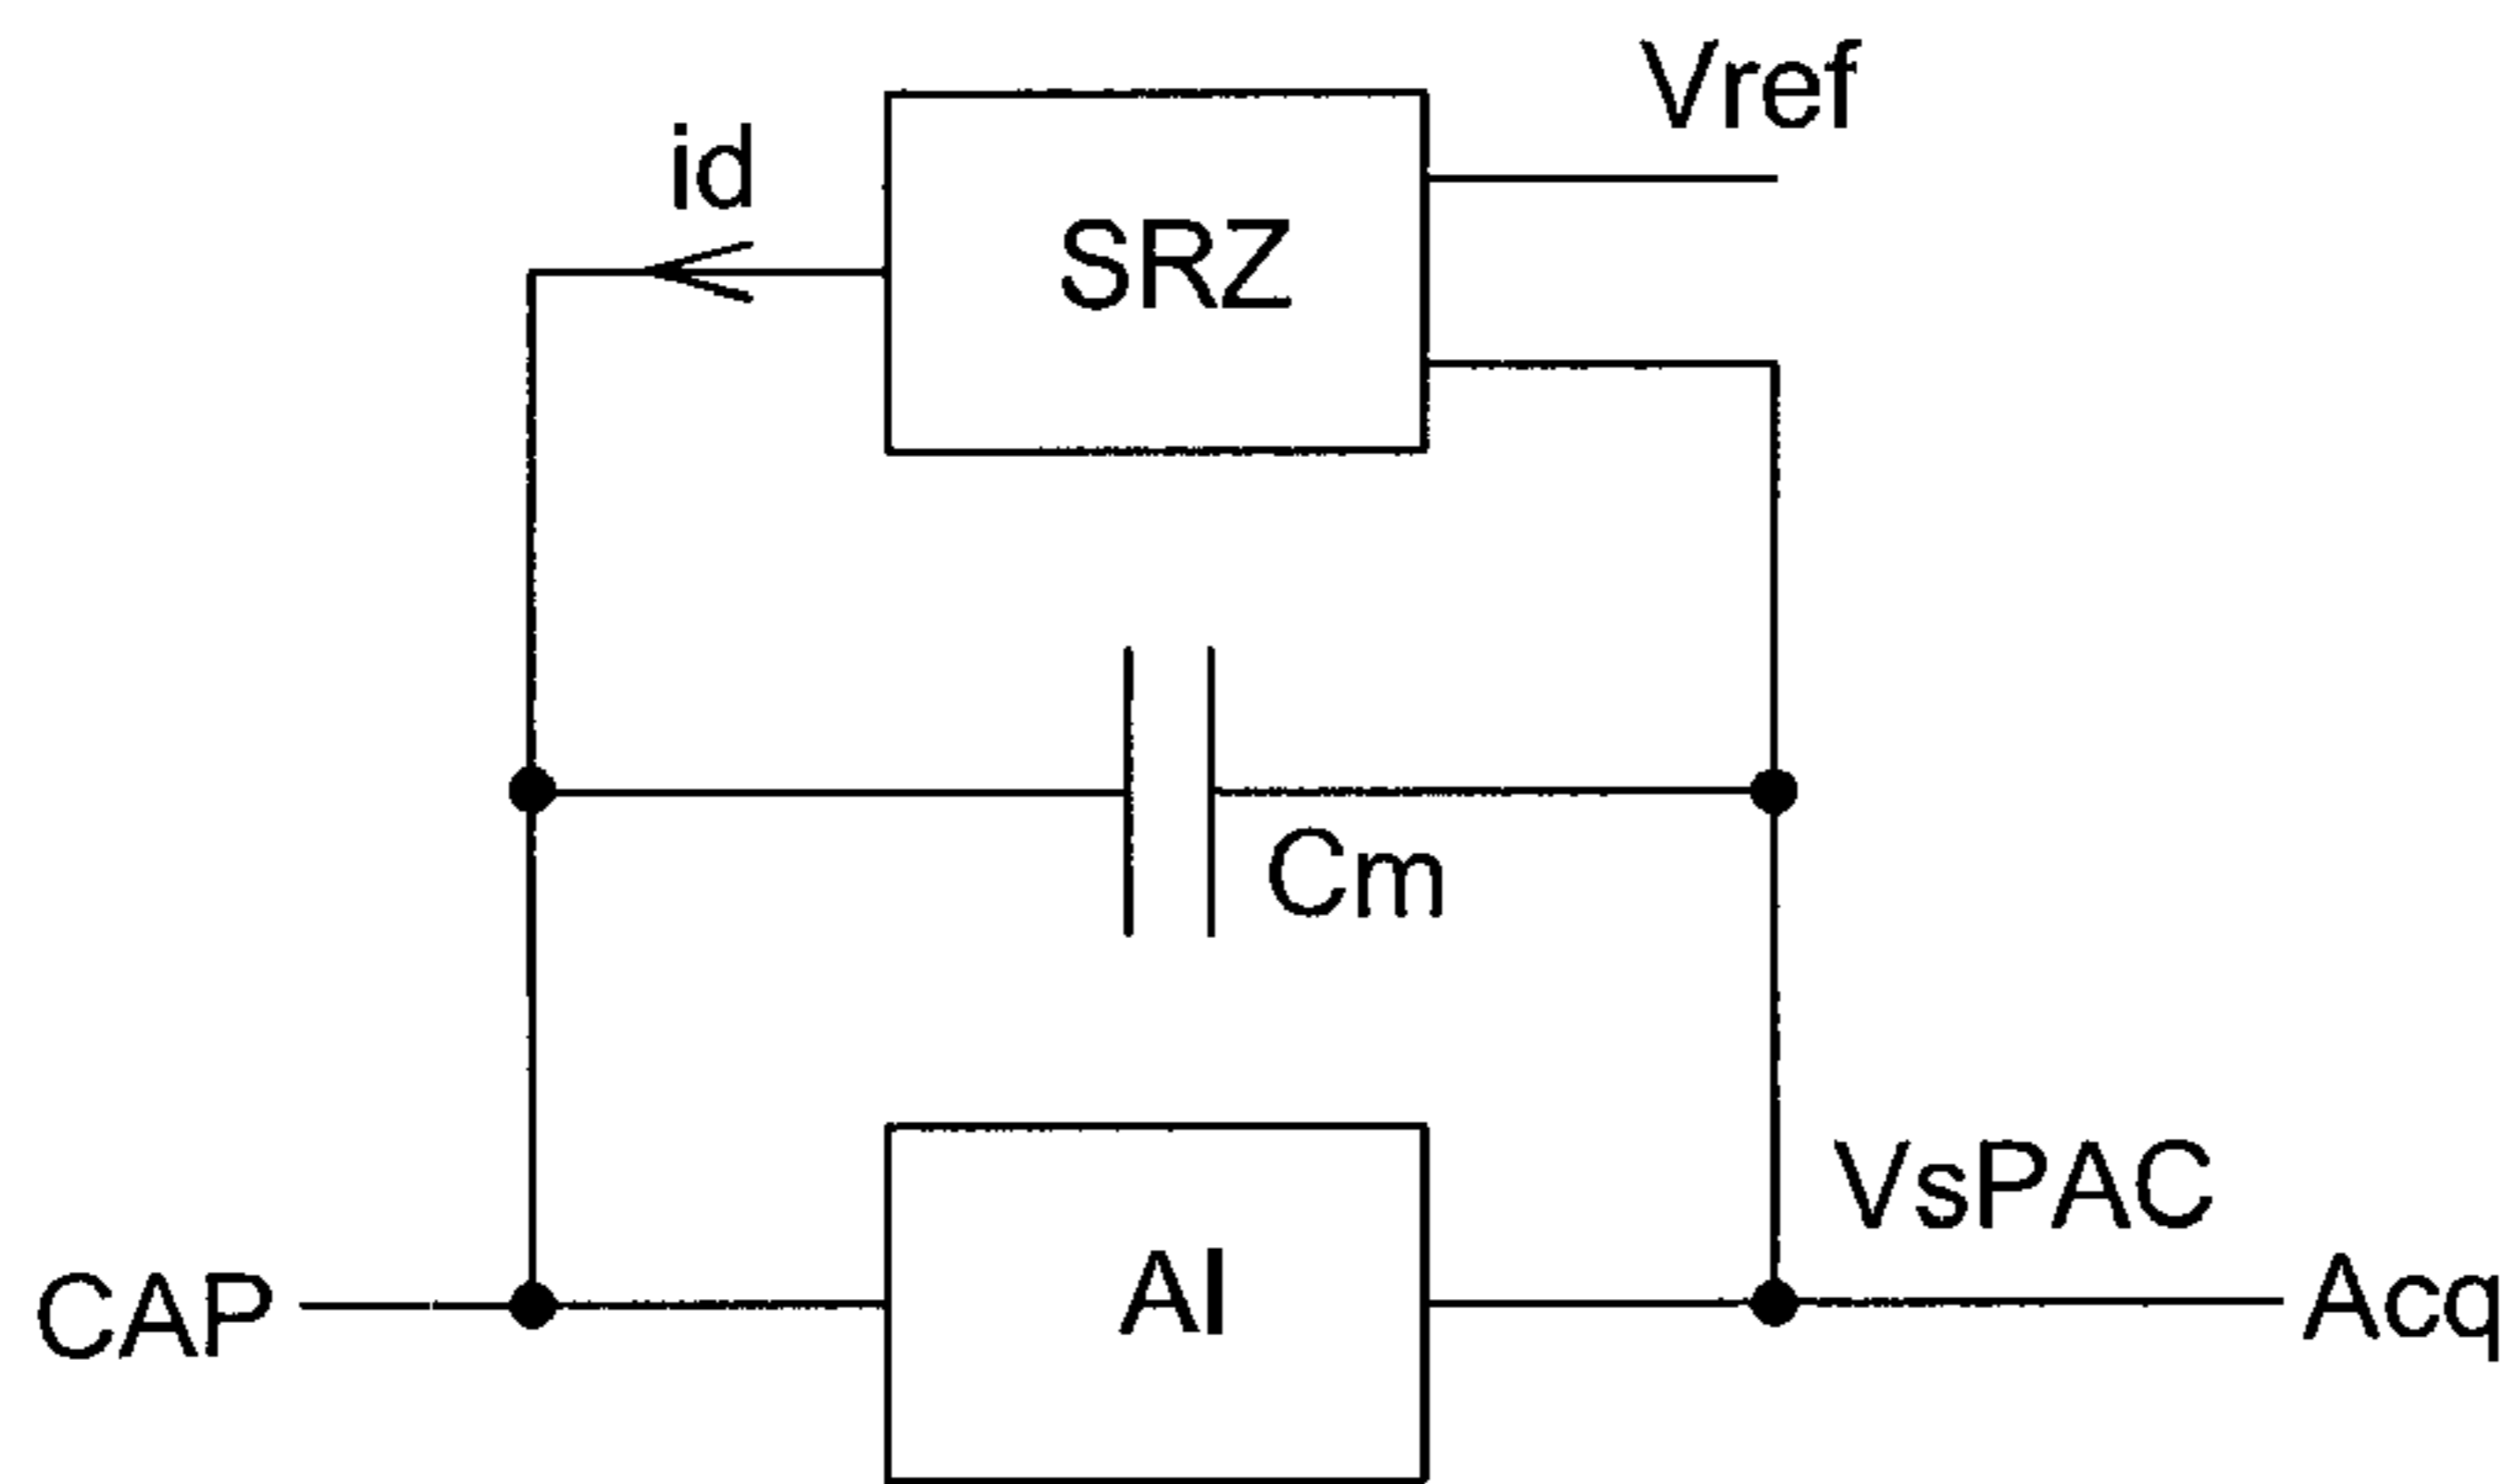 Vref
id
SRZ
Cm
VsPAC
CAP
AI
Acq